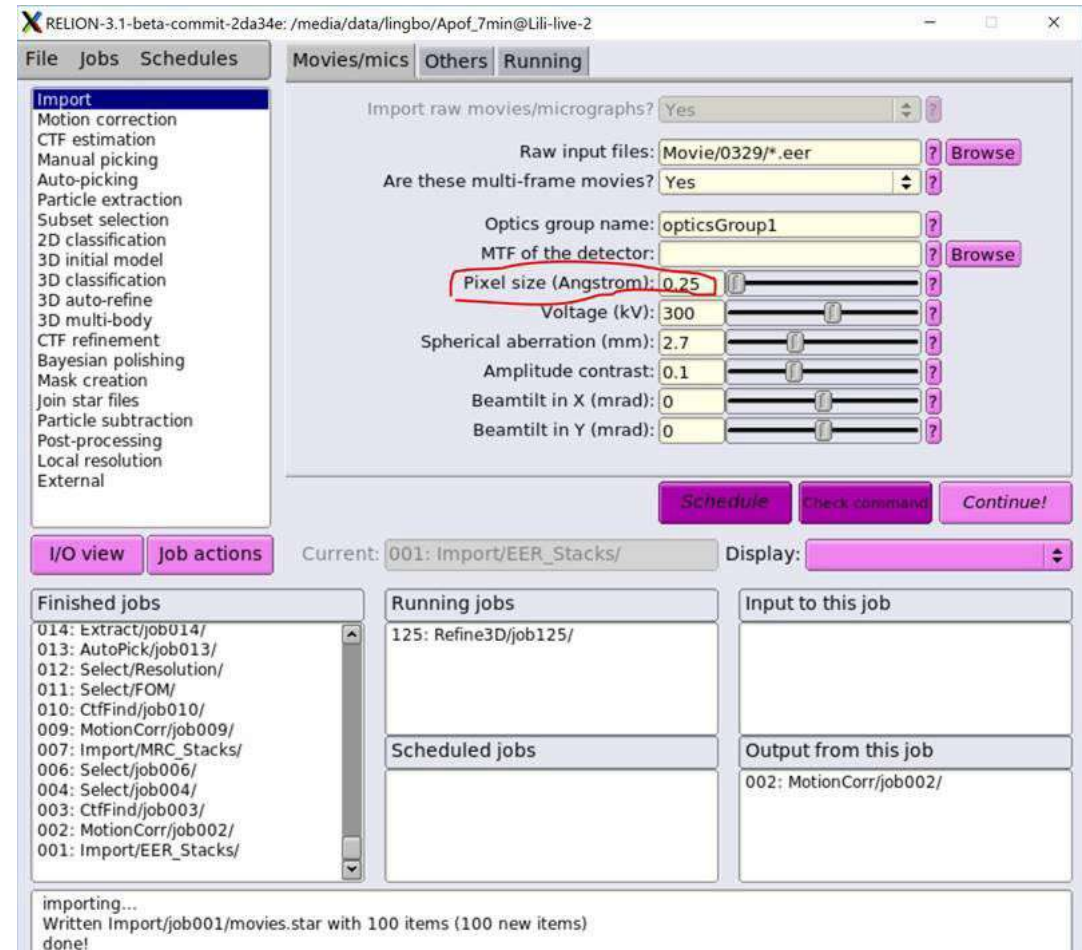 RELION-3.1-beta-commit-2da34e: /media/data/lingbo/Apof_7min@Lili-live-2
File Jobs Schedules
Movies/mics Others Running
Import
Motion correction
CTF estimation
Manual picking
Auto-picking
Particle extraction
Subset selection
2D classification
3D initial model
3D classification
3D auto-refine
3D multi-body
CTF refinement
Bayesian polishing
Mask creation
Join star files
Particle subtraction
Post-processing
Local resolution
External
Import raw movies/micrographs? Yes ?
Raw input files: Movie/0329/*.eer ? Browse
Are these multi-frame movies? Yes ?
Optics group name: opticsGroup1 ?
MTF of the detector: ? Browse
Pixel size (Angstrom): 0.25 ?
Voltage (kV): 300 ?
Spherical aberration (mm): 2.7 ?
Amplitude contrast: 0.1 ?
Beamtilt in X (mrad): 0 ?
Beamtilt in Y (mrad): 0 ?
Schedule Check command Continue!
I/O view Job actions Current: 001: Import/EER_Stacks/ Display:
Finished jobs
014: Extract/job014/
013: AutoPick/job013/
012: Select/Resolution/
011: Select/FOM/
010: CtfFind/job010/
009: MotionCorr/job009/
007: Import/MRC_Stacks/
006: Select/job006/
004: Select/job004/
003: CtfFind/job003/
002: MotionCorr/job002/
001: Import/EER_Stacks/
Running jobs
125: Refine3D/job125/
Scheduled jobs
Input to this job
Output from this job
002: MotionCorr/job002/
importing...
Written Import/job001/movies.star with 100 items (100 new items)
done!